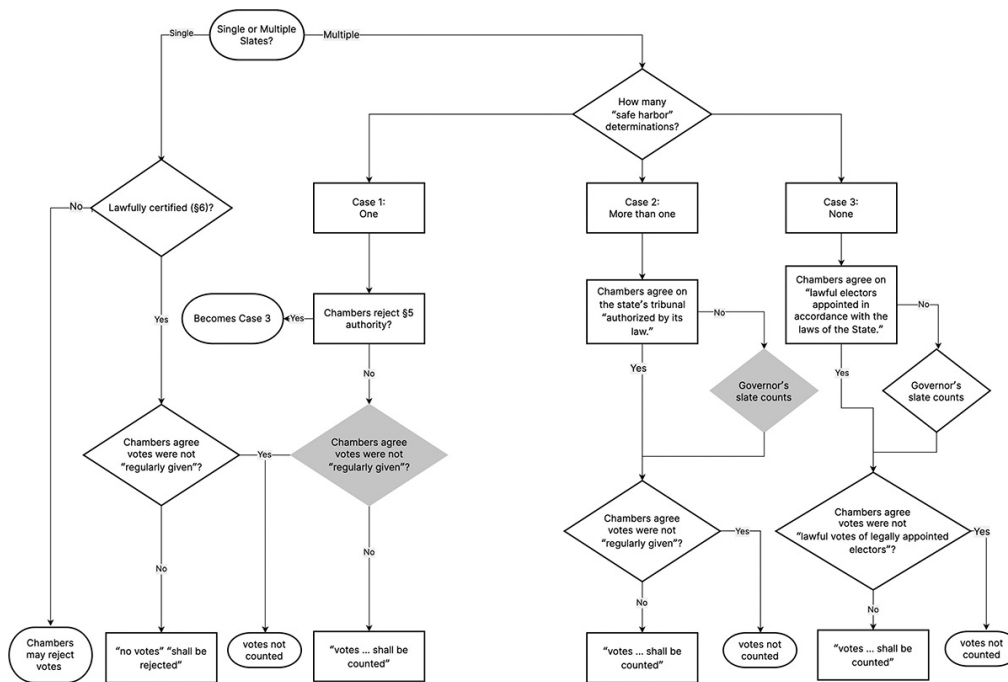 Single or Multiple
Slates?
Single
Multiple
How many
“safe harbor”
determinations?
No
Lawfully certified (§6)?
Case 1:
One
Case 2:
More than one
Case 3:
None
Yes
Becomes Case 3
Yes
Chambers reject §5
authority?
Chambers agree on
the state’s tribunal
“authorized by its
law.”
No
Chambers agree on
“lawful electors
appointed in
accordance with the
laws of the State.”
No
No
Yes
Governor’s
slate counts
Yes
Governor’s
slate counts
Chambers agree
votes were not
“regularly given”?
Yes
Chambers agree
votes were not
“regularly given”?
Chambers agree
votes were not
“regularly given”?
Yes
Chambers agree
votes were not
“lawful votes of legally appointed
electors”?
Yes
No
No
No
No
Chambers
may reject
votes
“no votes” “shall be
rejected”
votes not
counted
“votes ... shall be
counted”
“votes ... shall be
counted”
votes not
counted
“votes ... shall be
counted”
votes not
counted